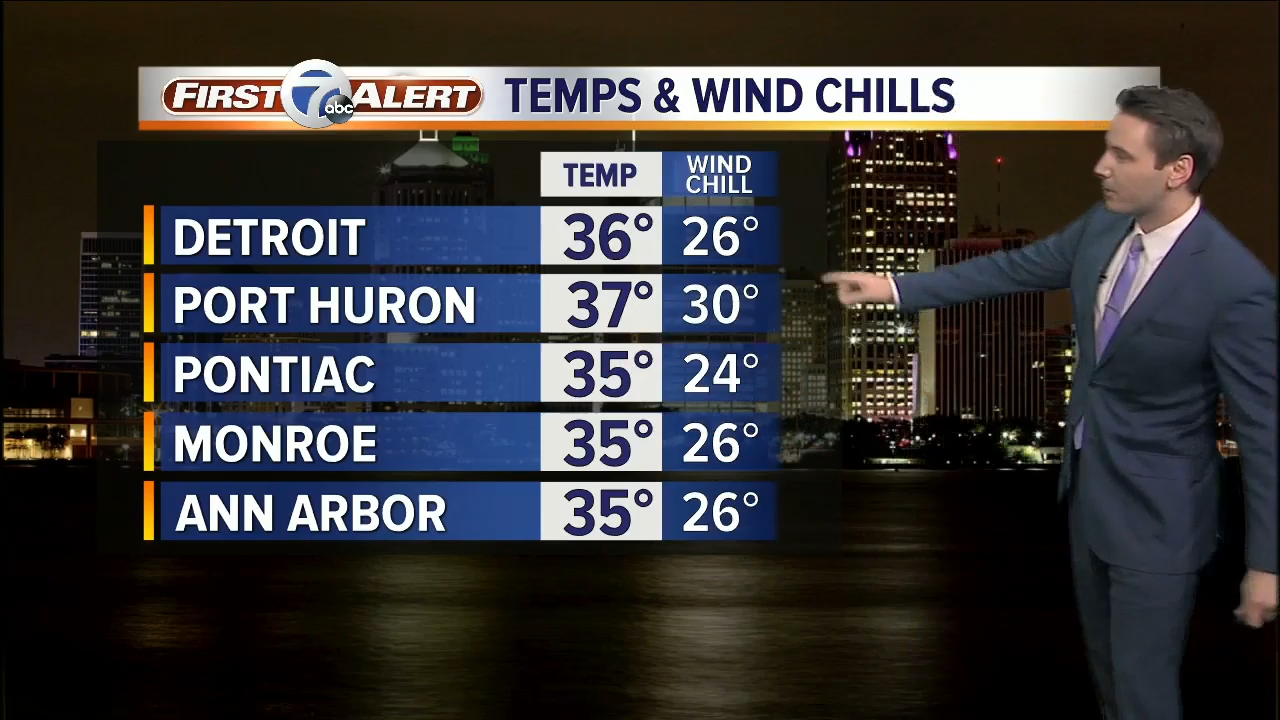 FIRST 7 abc ALERT TEMPS & WIND CHILLS
TEMP WIND CHILL
DETROIT 36° 26°
PORT HURON 37° 30°
PONTIAC 35° 24°
MONROE 35° 26°
ANN ARBOR 35° 26°